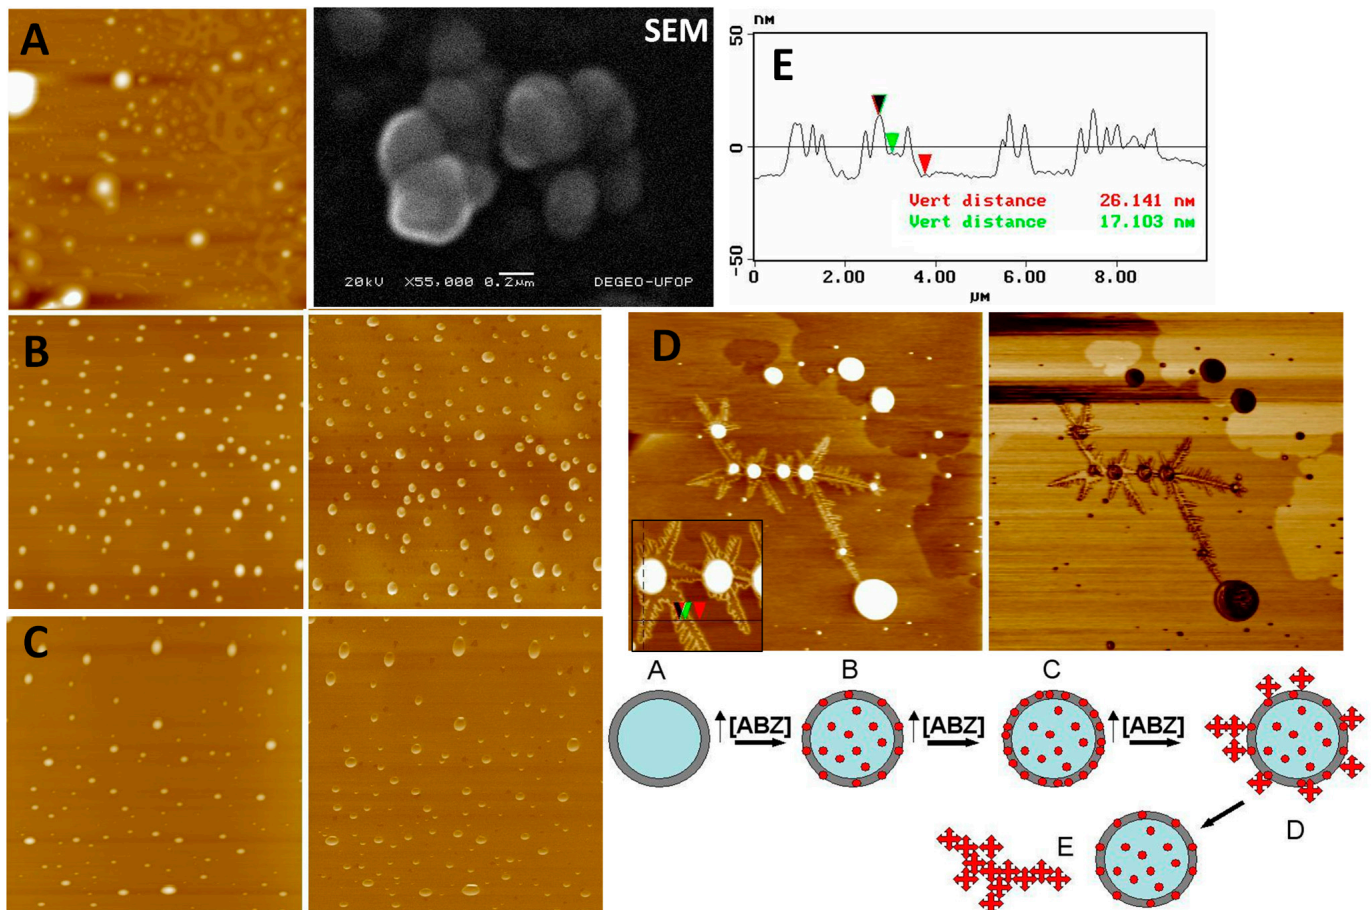 A
SEM
20kV X55,000 0.2µm DEGEO-UFOP
E
nm
50
0
-50
Vert distance 26.141 nm
Vert distance 17.103 nm
0 2.00 4.00 6.00 8.00
µM
B
C
D
A B C
[ABZ] [ABZ] [ABZ]
D
E